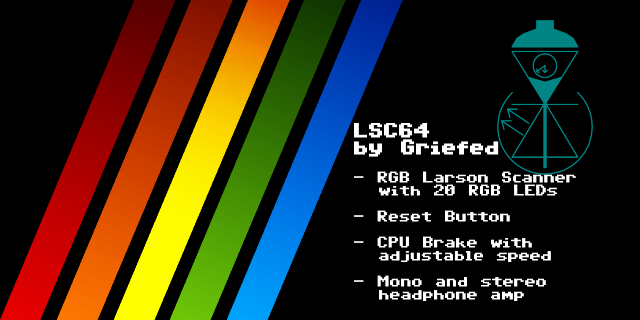 LSC64
by Griefed
- RGB Larson Scanner
with 20 RGB LEDs
- Reset Button
- CPU Brake with
adjustable speed
- Mono and stereo
headphone amp